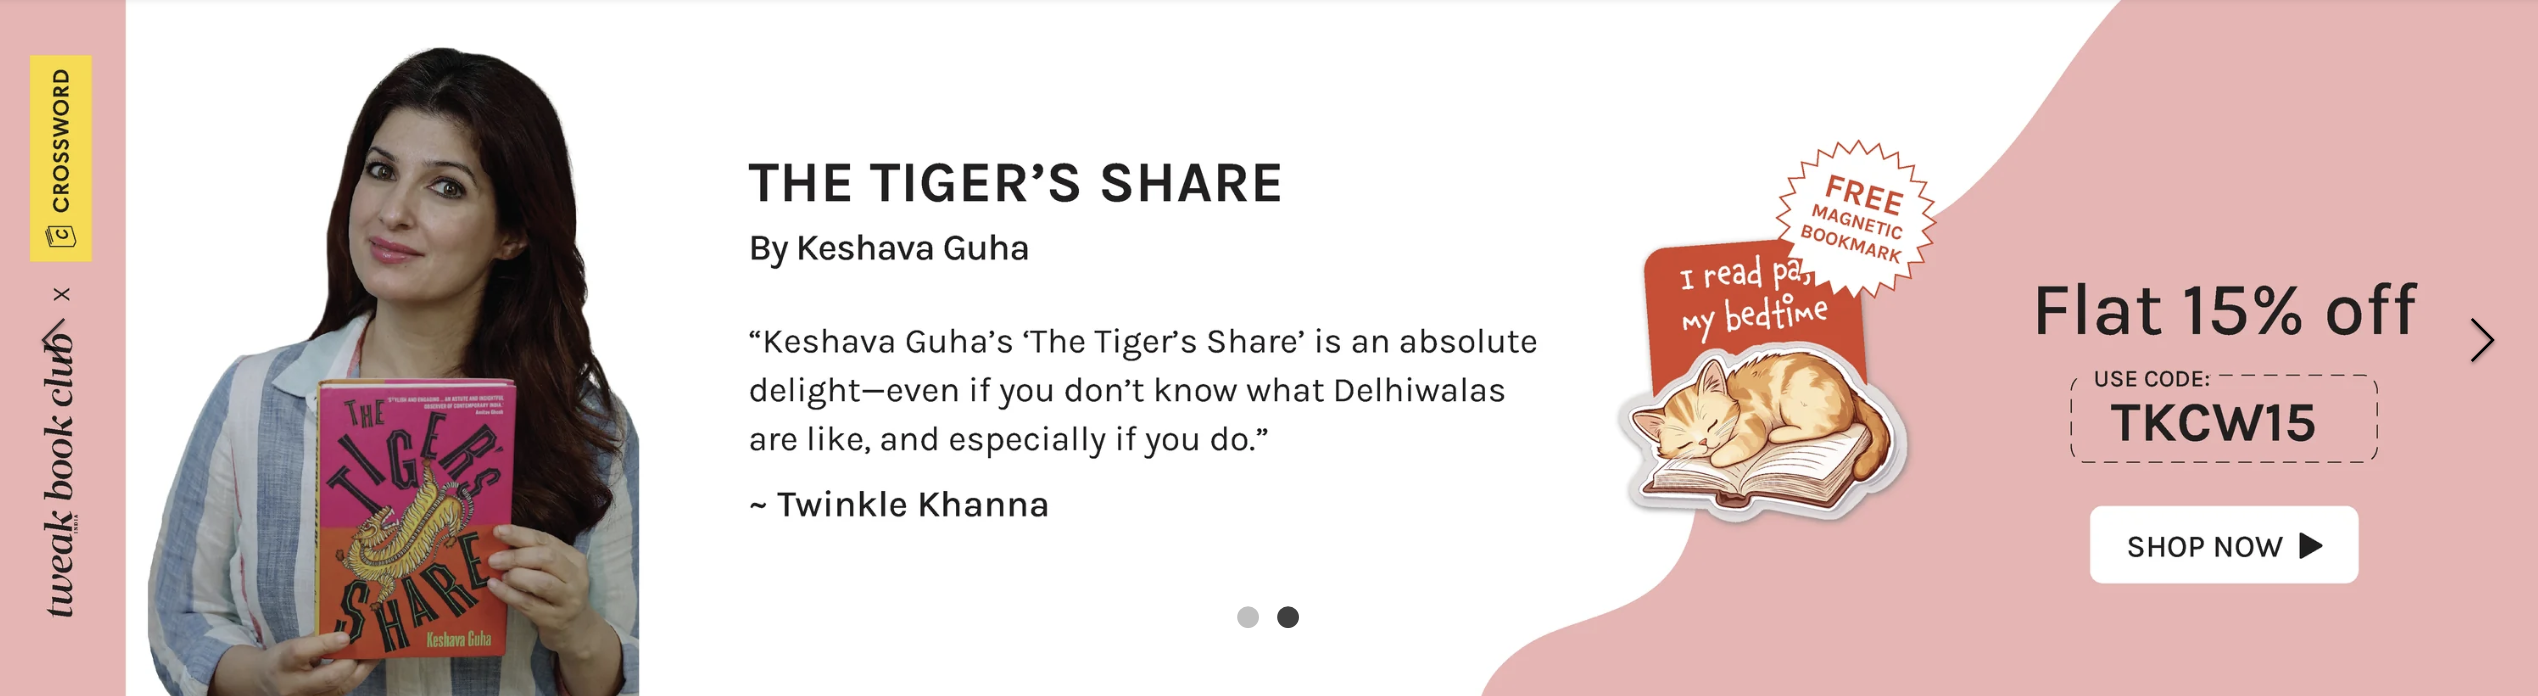 CROSSWORD
X
tweak book club
INDIA
THE
TIGER'S
SHARE
Keshava Guha
THE TIGER’S SHARE
By Keshava Guha
“Keshava Guha’s ‘The Tiger’s Share’ is an absolute
delight—even if you don’t know what Delhiwalas
are like, and especially if you do.”
~ Twinkle Khanna
FREE
MAGNETIC
BOOKMARK
I read
my bedtime
Flat 15% off
USE CODE:
TKCW15
SHOP NOW